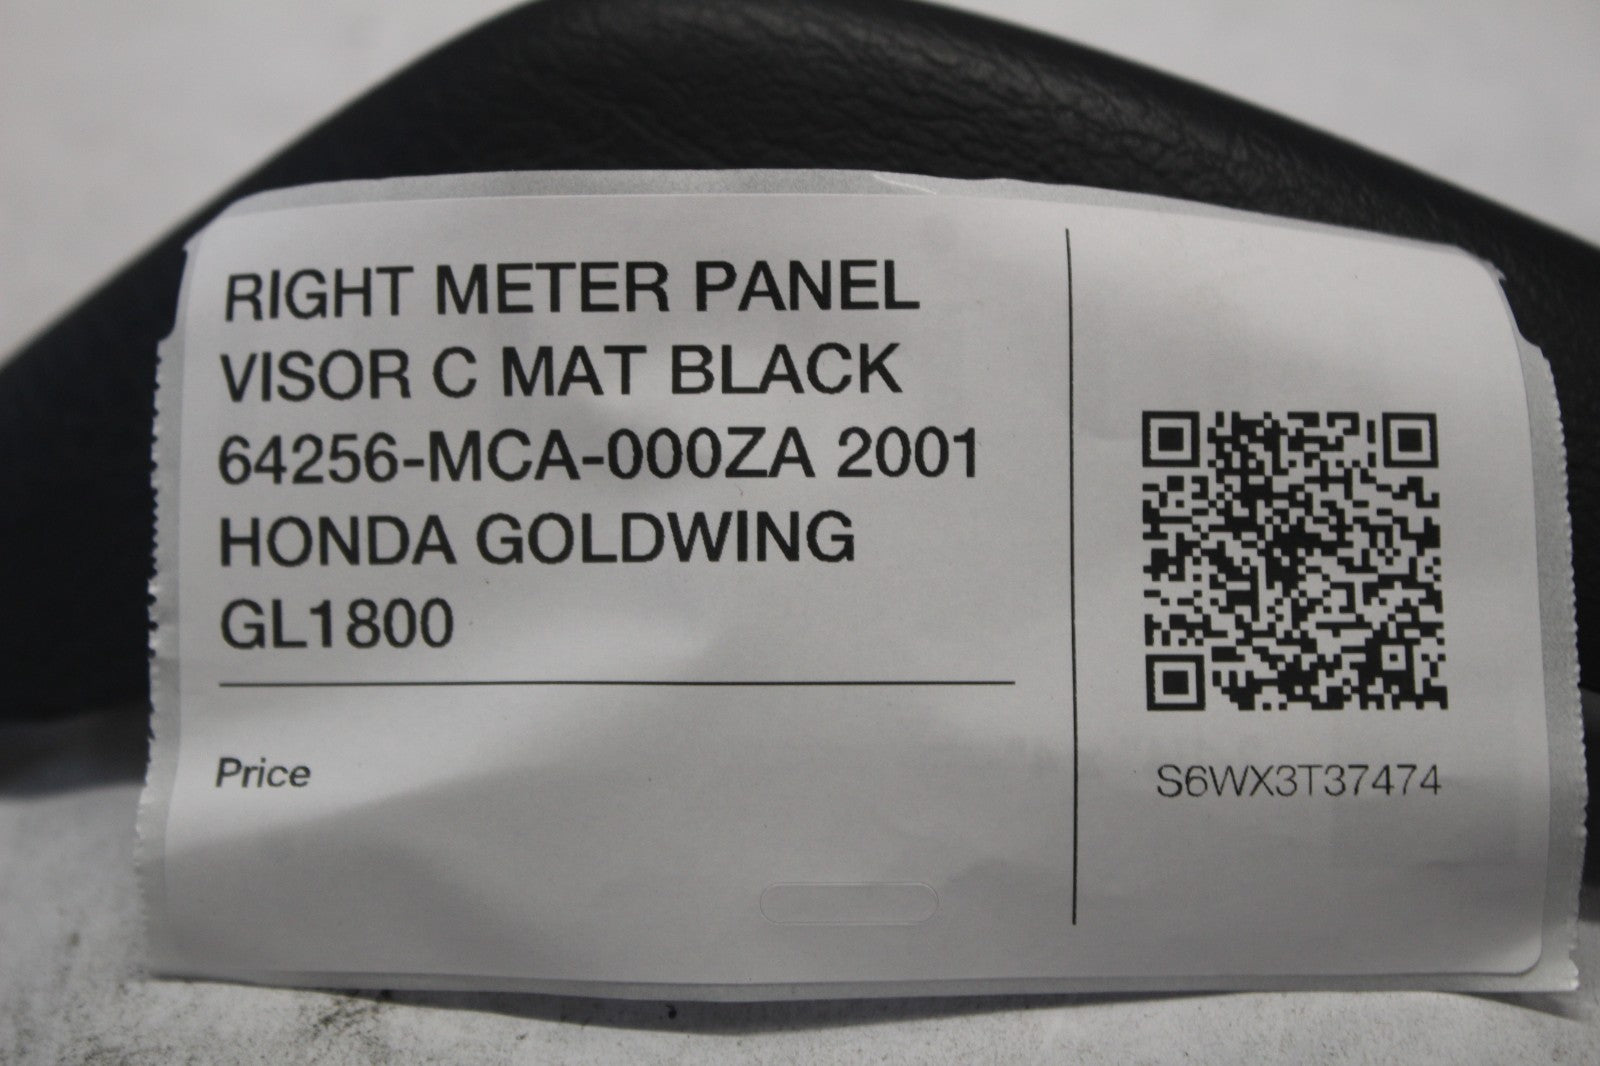 RIGHT METER PANEL
VISOR C MAT BLACK
64256-MCA-000ZA 2001
HONDA GOLDWING
GL1800
Price
S6WX3T37474